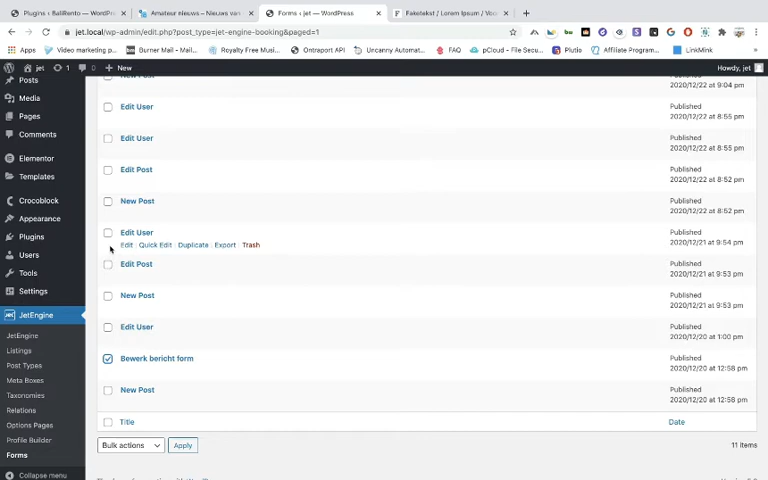 Plugins ‹ BaliRento — WordPress
Amateur nieuws – Nieuws van
Forms ‹ jet — WordPress
Faketekst / Lorem Ipsum / Voo
jet.local/wp-admin/edit.php?post_type=jet-engine-booking&paged=1
Apps
Video marketing p...
Burner Mail - Mail...
Royalty Free Musi...
Ontraport API
Uncanny Automat...
FAQ
pCloud - File Secu...
Plutio
Affiliate Program...
LinkMink
jet
1
0
New
Howdy, jet
Posts
Media
Pages
Comments
Elementor
Templates
Crocoblock
Appearance
Plugins
Users
Tools
Settings
JetEngine
JetEngine
Listings
Post Types
Meta Boxes
Taxonomies
Relations
Options Pages
Profile Builder
Forms
Collapse menu
New Post
2020/12/22 at 9:04 pm
Edit User
Published
2020/12/22 at 8:55 pm
Edit User
Published
2020/12/22 at 8:55 pm
Edit Post
Published
2020/12/22 at 8:52 pm
New Post
Published
2020/12/22 at 8:52 pm
Edit User
Edit | Quick Edit | Duplicate | Export | Trash
Published
2020/12/21 at 9:54 pm
Edit Post
Published
2020/12/21 at 9:53 pm
New Post
Published
2020/12/21 at 9:53 pm
Edit User
Published
2020/12/20 at 1:00 pm
Bewerk bericht form
Published
2020/12/20 at 12:58 pm
New Post
Published
2020/12/20 at 12:58 pm
Title
Date
Bulk actions
Apply
11 items